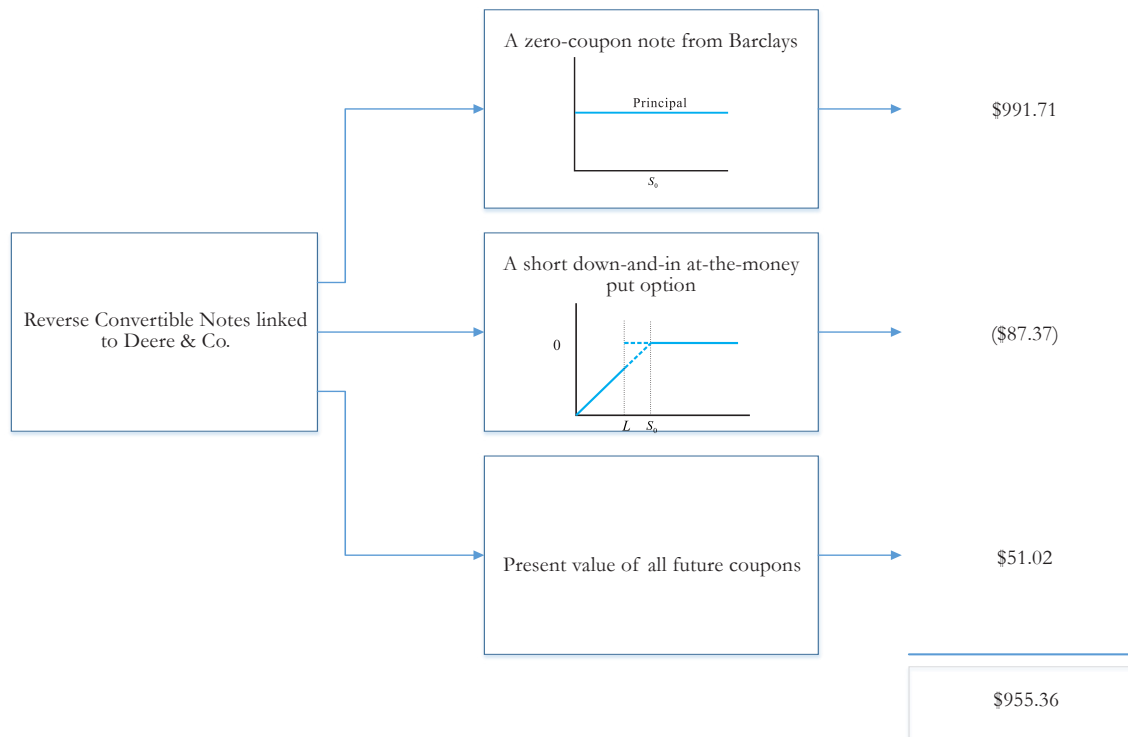 A zero-coupon note from Barclays
Principal
S₀
$991.71
Reverse Convertible Notes linked
to Deere & Co.
A short down-and-in at-the-money
put option
0
L S₀
($87.37)
Present value of all future coupons
$51.02
$955.36